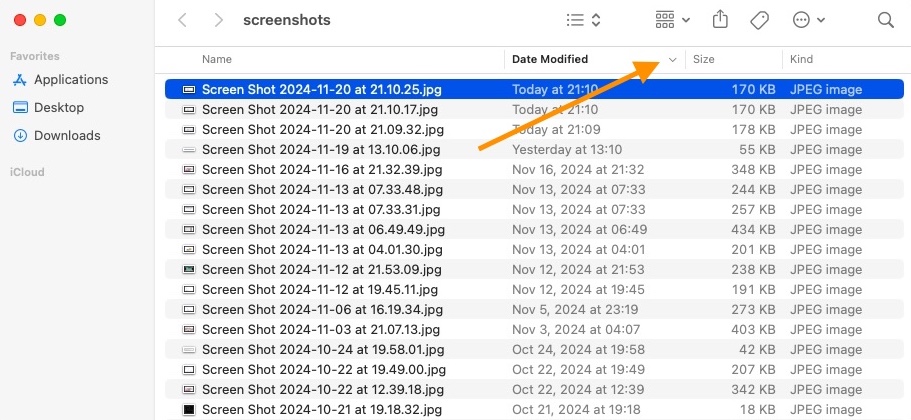 screenshots
Favorites
Applications
Desktop
Downloads
iCloud
Name Date Modified Size Kind
Screen Shot 2024-11-20 at 21.10.25.jpg Today at 21:10 170 KB JPEG image
Screen Shot 2024-11-20 at 21.10.17.jpg Today at 21:10 170 KB JPEG image
Screen Shot 2024-11-20 at 21.09.32.jpg Today at 21:09 178 KB JPEG image
Screen Shot 2024-11-19 at 13.10.06.jpg Yesterday at 13:10 55 KB JPEG image
Screen Shot 2024-11-16 at 21.32.39.jpg Nov 16, 2024 at 21:32 348 KB JPEG image
Screen Shot 2024-11-13 at 07.33.48.jpg Nov 13, 2024 at 07:33 244 KB JPEG image
Screen Shot 2024-11-13 at 07.33.31.jpg Nov 13, 2024 at 07:33 257 KB JPEG image
Screen Shot 2024-11-13 at 06.49.49.jpg Nov 13, 2024 at 06:49 434 KB JPEG image
Screen Shot 2024-11-13 at 04.01.30.jpg Nov 13, 2024 at 04:01 201 KB JPEG image
Screen Shot 2024-11-12 at 21.53.09.jpg Nov 12, 2024 at 21:53 238 KB JPEG image
Screen Shot 2024-11-12 at 19.45.11.jpg Nov 12, 2024 at 19:45 191 KB JPEG image
Screen Shot 2024-11-06 at 16.19.34.jpg Nov 5, 2024 at 23:19 273 KB JPEG image
Screen Shot 2024-11-03 at 21.07.13.jpg Nov 3, 2024 at 04:07 403 KB JPEG image
Screen Shot 2024-10-24 at 19.58.01.jpg Oct 24, 2024 at 19:58 42 KB JPEG image
Screen Shot 2024-10-22 at 19.49.00.jpg Oct 22, 2024 at 19:49 207 KB JPEG image
Screen Shot 2024-10-22 at 12.39.18.jpg Oct 22, 2024 at 12:39 342 KB JPEG image
Screen Shot 2024-10-21 at 19.18.32.jpg Oct 21, 2024 at 19:18 18 KB JPEG image